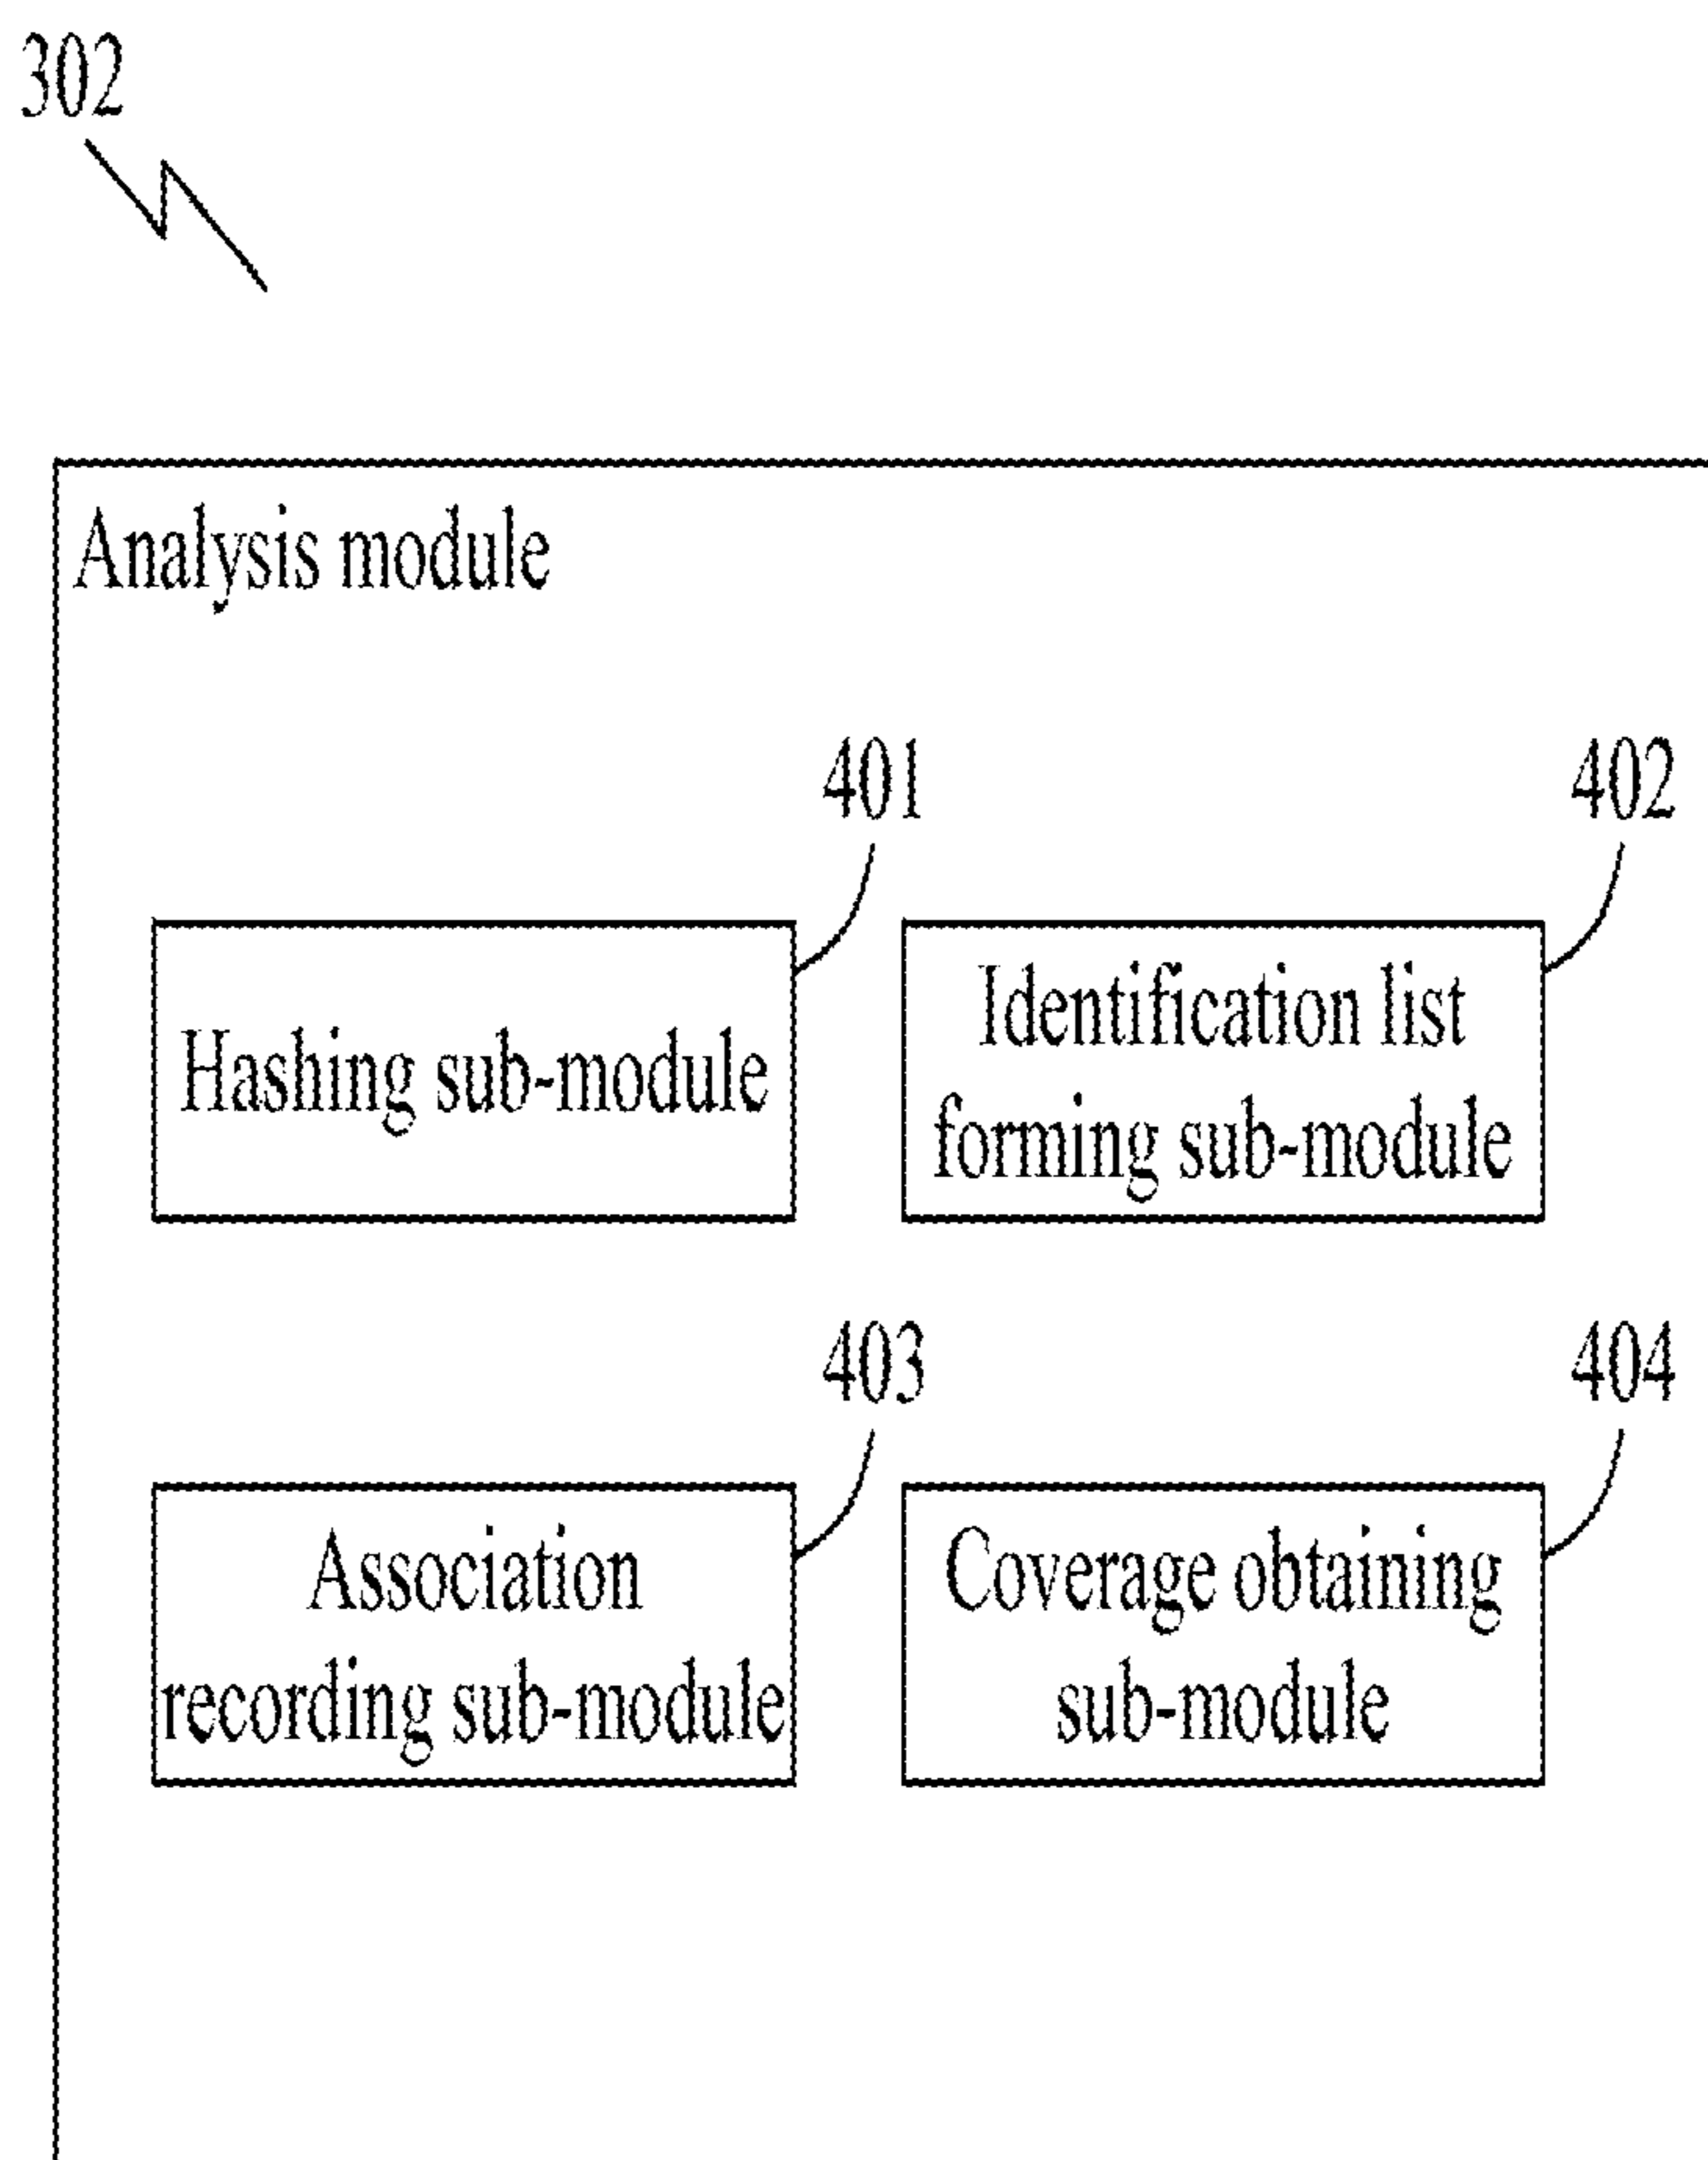 302
Analysis module
401
402
Hashing sub-module
Identification list
forming sub-module
403
404
Association
recording sub-module
Coverage obtaining
sub-module